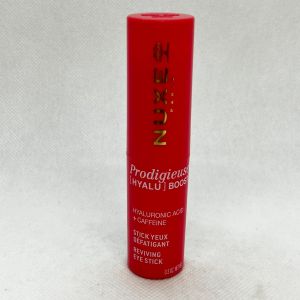 NUXE
Prodigieuse
[HYALU] BOOST
HYALURONIC ACID
+ CAFFEINE
STICK YEUX
DÉFATIGANT
REVIVING
EYE STICK